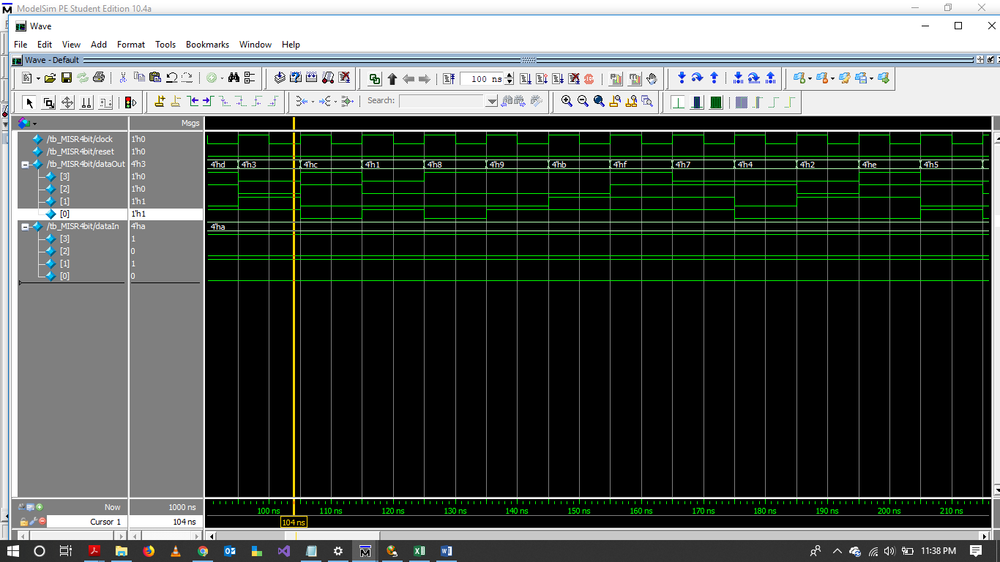 ModelSim PE Student Edition 10.4a
Wave
File Edit View Add Format Tools Bookmarks Window Help
Wave - Default
100 ns
Search:
Msgs
/tb_MISR4bit/clock 1'h0
/tb_MISR4bit/reset 1'h0
/tb_MISR4bit/dataOut 4'h3 4'hd 4'h3 4'hc 4'h1 4'h8 4'h9 4'hb 4'hf 4'h7 4'h4 4'h2 4'he 4'h5
[3] 1'h0
[2] 1'h0
[1] 1'h1
[0] 1'h1
/tb_MISR4bit/dataIn 4'ha 4'ha
[3] 1
[2] 0
[1] 1
[0] 0
Now 1000 ns 100 ns 110 ns 120 ns 130 ns 140 ns 150 ns 160 ns 170 ns 180 ns 190 ns 200 ns 210 ns
Cursor 1 104 ns 104 ns
11:38 PM